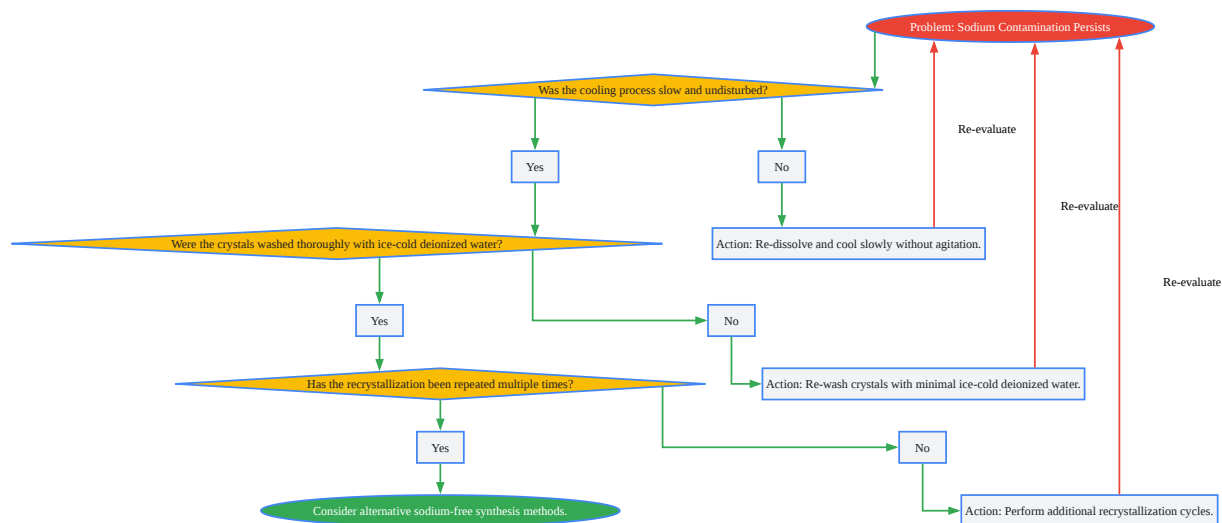 Problem: Sodium Contamination Persists
Was the cooling process slow and undisturbed?
Re-evaluate
Yes
No
Re-evaluate
Were the crystals washed thoroughly with ice-cold deionized water?
Action: Re-dissolve and cool slowly without agitation.
Re-evaluate
Yes
No
Has the recrystallization been repeated multiple times?
Action: Re-wash crystals with minimal ice-cold deionized water.
Yes
No
Consider alternative sodium-free synthesis methods.
Action: Perform additional recrystallization cycles.